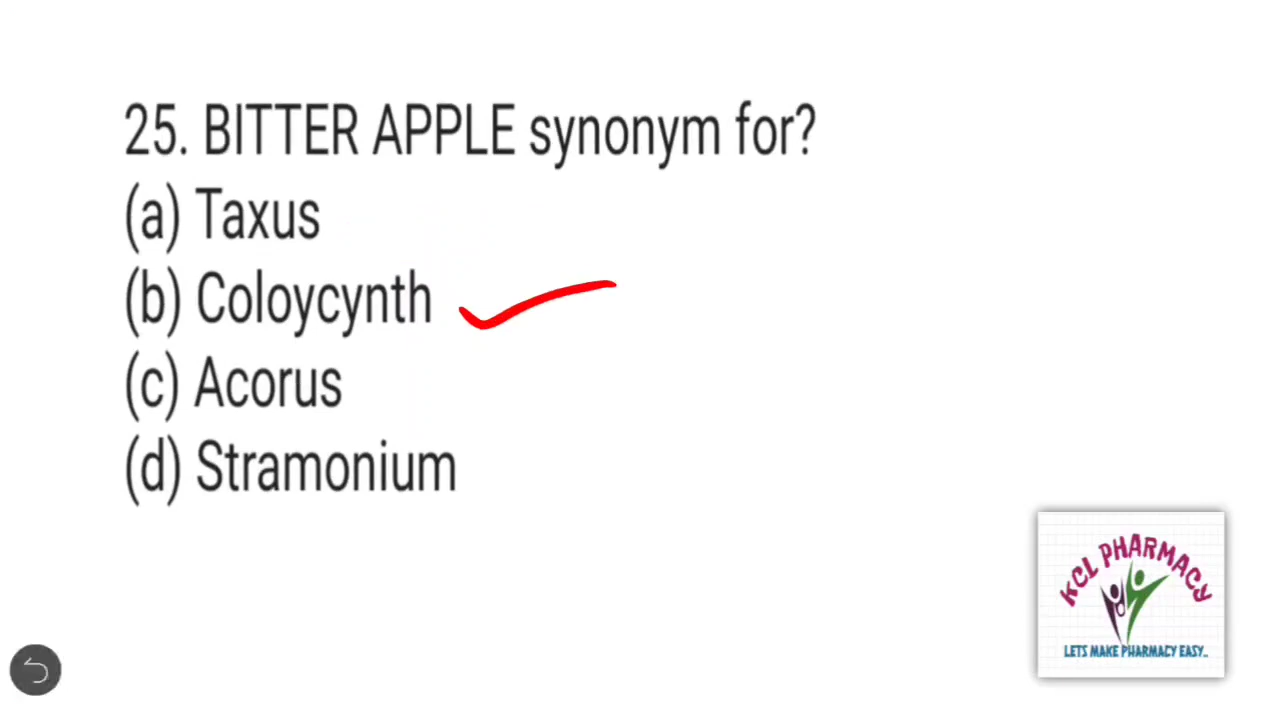 25. BITTER APPLE synonym for?
(a) Taxus
(b) Coloycynth
(c) Acorus
(d) Stramonium
KCL PHARMACY
LETS MAKE PHARMACY EASY..